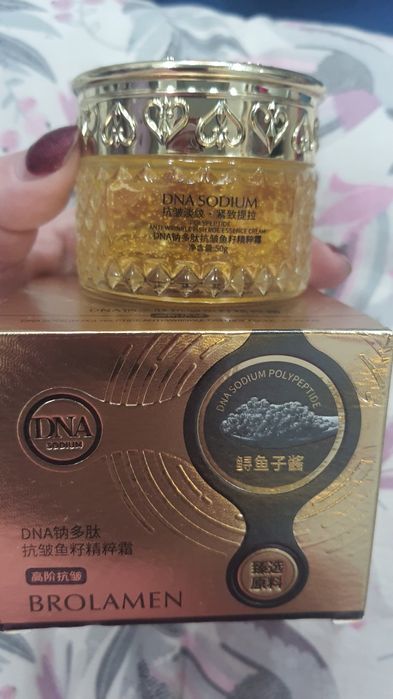 DNA SODIUM
抗皱淡纹·紧致提拉
POLYPEPTIDE
ANTI-WRINKLE FISH ROE ESSENCE CREAM
DNA钠多肽抗皱鱼籽精粹霜
净含量:50g
DNA SODIUM POLYPEPTIDE
鲟鱼子酱
DNA
SODIUM
DNA钠多肽
抗皱鱼籽精粹霜
高阶抗皱
BROLAMEN
臻选
原料